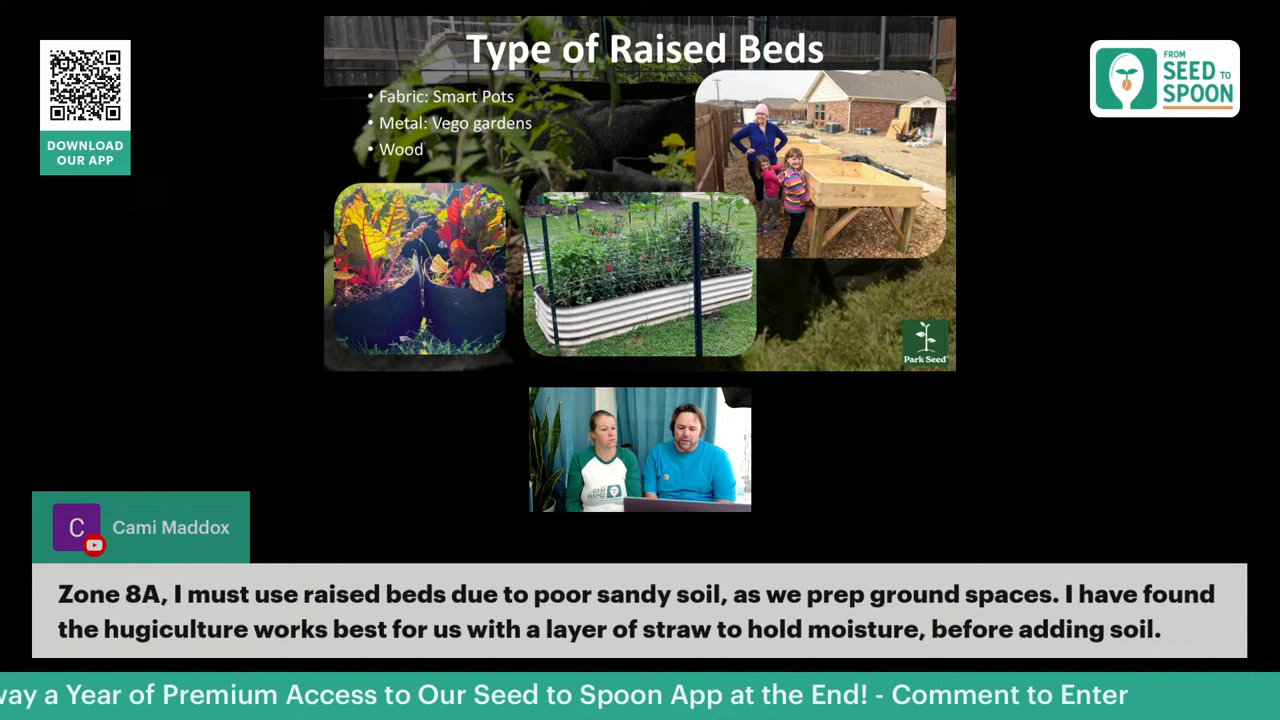 Type of Raised Beds
• Fabric: Smart Pots
• Metal: Vego gardens
• Wood
DOWNLOAD
OUR APP
FROM
SEED TO
SPOON
Park Seed
C Cami Maddox
Zone 8A, I must use raised beds due to poor sandy soil, as we prep ground spaces. I have found
the hugiculture works best for us with a layer of straw to hold moisture, before adding soil.
way a Year of Premium Access to Our Seed to Spoon App at the End! - Comment to Enter